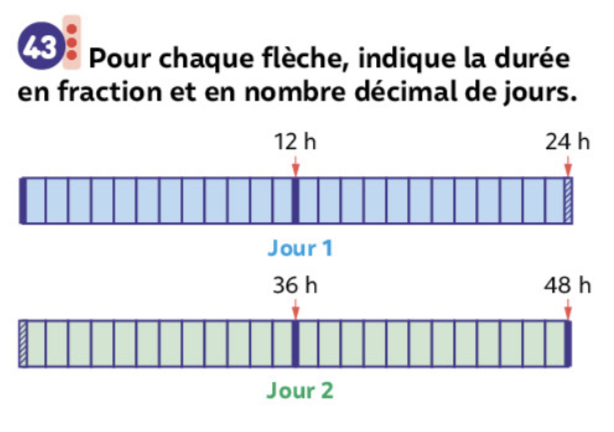 43 Pour chaque flèche, indique la durée
en fraction et en nombre décimal de jours.
12 h 24 h
Jour 1
36 h 48 h
Jour 2